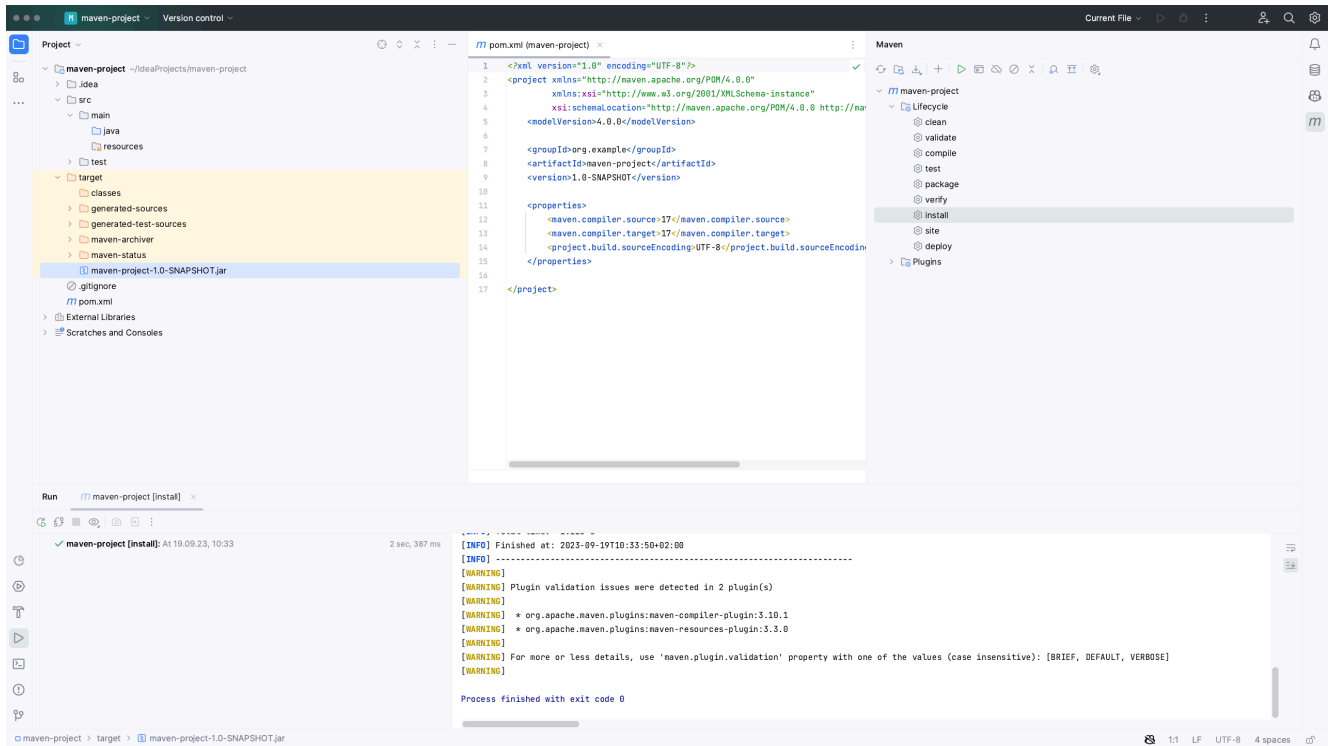 M maven-project Version control Current File
Project
maven-project ~/IdeaProjects/maven-project
.idea
src
main
java
resources
test
target
classes
generated-sources
generated-test-sources
maven-archiver
maven-status
maven-project-1.0-SNAPSHOT.jar
.gitignore
m pom.xml
External Libraries
Scratches and Consoles
m pom.xml (maven-project)
1 <?xml version="1.0" encoding="UTF-8"?>
2 <project xmlns="http://maven.apache.org/POM/4.0.0"
3 xmlns:xsi="http://www.w3.org/2001/XMLSchema-instance"
4 xsi:schemaLocation="http://maven.apache.org/POM/4.0.0 http://mav
5 <modelVersion>4.0.0</modelVersion>
6
7 <groupId>org.example</groupId>
8 <artifactId>maven-project</artifactId>
9 <version>1.0-SNAPSHOT</version>
10
11 <properties>
12 <maven.compiler.source>17</maven.compiler.source>
13 <maven.compiler.target>17</maven.compiler.target>
14 <project.build.sourceEncoding>UTF-8</project.build.sourceEncoding
15 </properties>
16
17 </project>
Maven
m maven-project
Lifecycle
clean
validate
compile
test
package
verify
install
site
deploy
Plugins
m
Run m maven-project [install]
maven-project [install]: At 19.09.23, 10:33 2 sec, 387 ms
[INFO] Finished at: 2023-09-19T10:33:50+02:00
[INFO] ------------------------------------------------------------------------
[WARNING]
[WARNING] Plugin validation issues were detected in 2 plugin(s)
[WARNING]
[WARNING]  * org.apache.maven.plugins:maven-compiler-plugin:3.10.1
[WARNING]  * org.apache.maven.plugins:maven-resources-plugin:3.3.0
[WARNING]
[WARNING] For more or less details, use 'maven.plugin.validation' property with one of the values (case insensitive): [BRIEF, DEFAULT, VERBOSE]
[WARNING]
Process finished with exit code 0
maven-project > target > maven-project-1.0-SNAPSHOT.jar
1:1 LF UTF-8 4 spaces